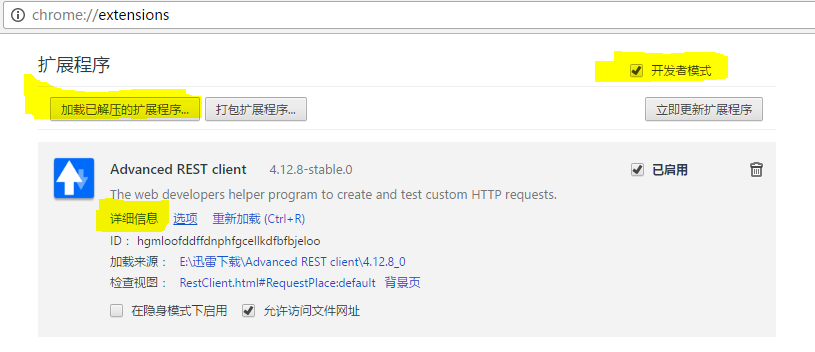 chrome://extensions
扩展程序
开发者模式
加载已解压的扩展程序... 打包扩展程序... 立即更新扩展程序
Advanced REST client 4.12.8-stable.0 已启用
The web developers helper program to create and test custom HTTP requests.
详细信息 选项 重新加载 (Ctrl+R)
ID： hgmloofddffdnphfgcellkdfbfbjeloo
加载来源： E:\迅雷下载\Advanced REST client\4.12.8_0
检查视图： RestClient.html#RequestPlace:default 背景页
在隐身模式下启用 允许访问文件网址